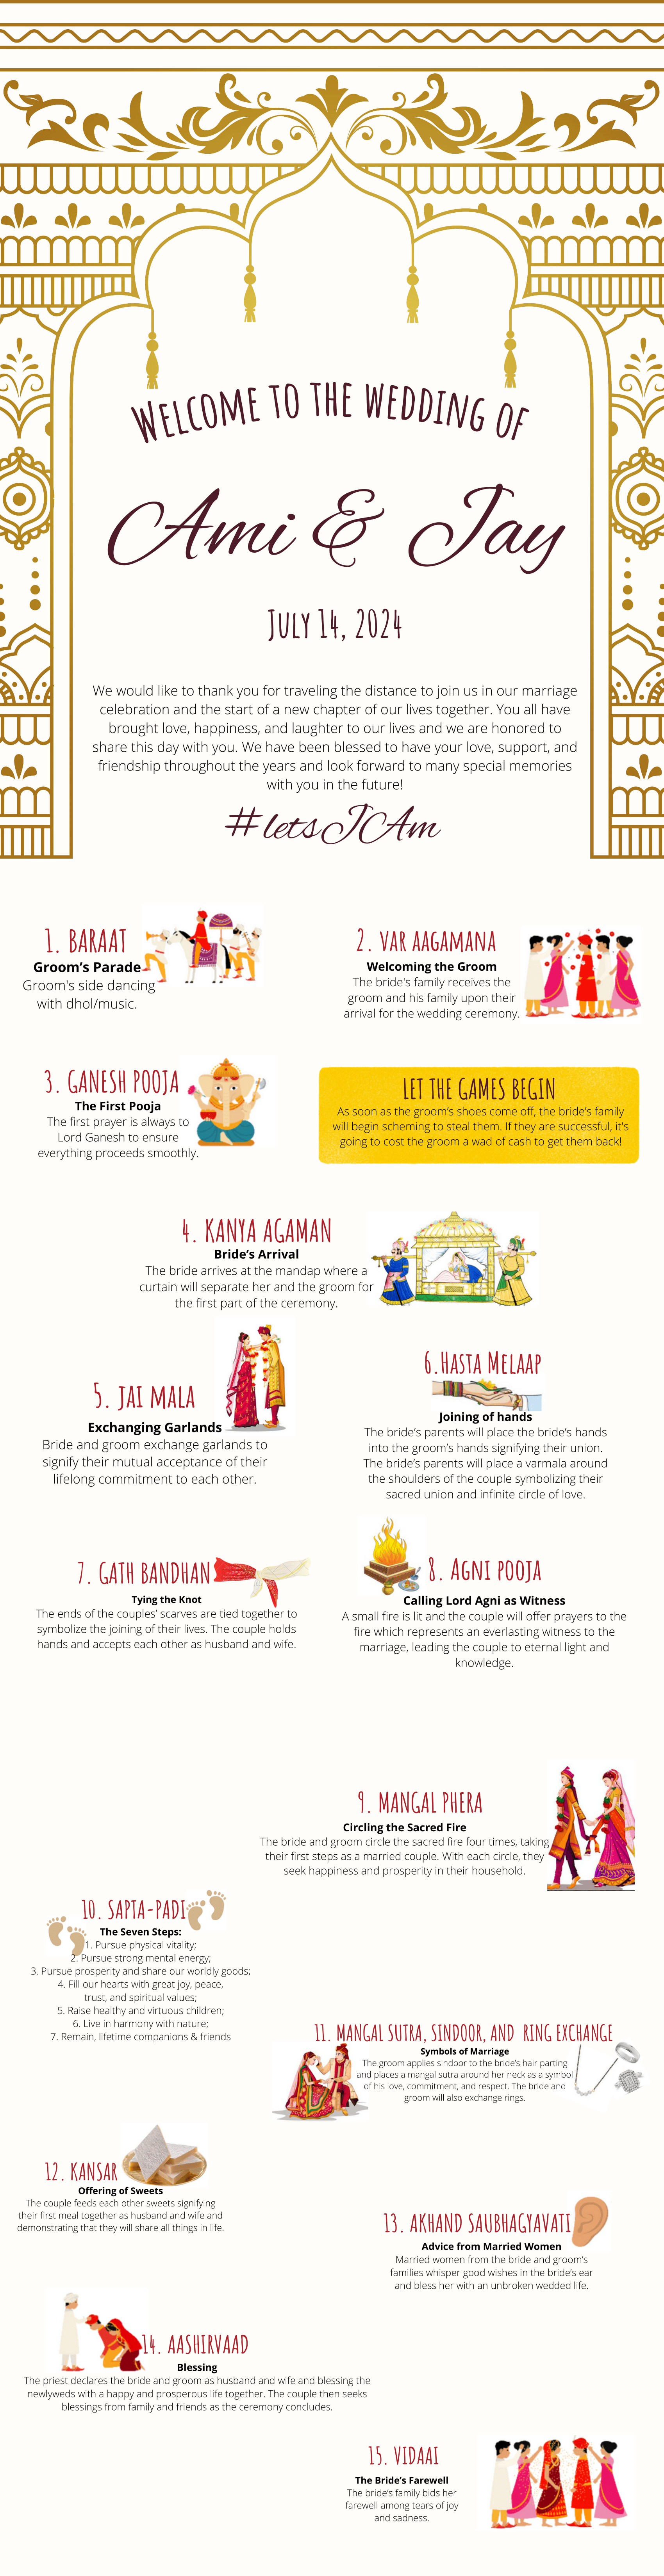 Welcome to the wedding of
Ami & Jay
July 14, 2024
We would like to thank you for traveling the distance to join us in our marriage
celebration and the start of a new chapter of our lives together. You all have
brought love, happiness, and laughter to our lives and we are honored to
share this day with you. We have been blessed to have your love, support, and
friendship throughout the years and look forward to many special memories
with you in the future!
#letsJAm
1. BARAAT
Groom's Parade
Groom's side dancing
with dhol/music.
2. VAR AAGAMANA
Welcoming the Groom
The bride's family receives the
groom and his family upon their
arrival for the wedding ceremony.
3. GANESH POOJA
The First Pooja
The first prayer is always to
Lord Ganesh to ensure
everything proceeds smoothly.
LET THE GAMES BEGIN
As soon as the groom's shoes come off, the bride's family
will begin scheming to steal them. If they are successful, it's
going to cost the groom a wad of cash to get them back!
4. KANYA AGAMAN
Bride's Arrival
The bride arrives at the mandap where a
curtain will separate her and the groom for
the first part of the ceremony.
5. JAI MALA
Exchanging Garlands
Bride and groom exchange garlands to
signify their mutual acceptance of their
lifelong commitment to each other.
6.Hasta Melaap
Joining of hands
The bride's parents will place the bride's hands
into the groom's hands signifying their union.
The bride's parents will place a varmala around
the shoulders of the couple symbolizing their
sacred union and infinite circle of love.
7. GATH BANDHAN
Tying the Knot
The ends of the couples' scarves are tied together to
symbolize the joining of their lives. The couple holds
hands and accepts each other as husband and wife.
8. Agni pooja
Calling Lord Agni as Witness
A small fire is lit and the couple will offer prayers to the
fire which represents an everlasting witness to the
marriage, leading the couple to eternal light and
knowledge.
9. MANGAL PHERA
Circling the Sacred Fire
The bride and groom circle the sacred fire four times, taking
their first steps as a married couple. With each circle, they
seek happiness and prosperity in their household.
10. SAPTA-PADI
The Seven Steps:
1. Pursue physical vitality;
2. Pursue strong mental energy;
3. Pursue prosperity and share our worldly goods;
4. Fill our hearts with great joy, peace,
trust, and spiritual values;
5. Raise healthy and virtuous children;
6. Live in harmony with nature;
7. Remain, lifetime companions & friends
11. MANGAL SUTRA, SINDOOR, AND RING EXCHANGE
Symbols of Marriage
The groom applies sindoor to the bride's hair parting
and places a mangal sutra around her neck as a symbol
of his love, commitment, and respect. The bride and
groom will also exchange rings.
12. KANSAR
Offering of Sweets
The couple feeds each other sweets signifying
their first meal together as husband and wife and
demonstrating that they will share all things in life.
13. AKHAND SAUBHAGYAVATI
Advice from Married Women
Married women from the bride and groom's
families whisper good wishes in the bride's ear
and bless her with an unbroken wedded life.
14. AASHIRVAAD
Blessing
The priest declares the bride and groom as husband and wife and blessing the
newlyweds with a happy and prosperous life together. The couple then seeks
blessings from family and friends as the ceremony concludes.
15. VIDAAI
The Bride's Farewell
The bride's family bids her
farewell among tears of joy
and sadness.